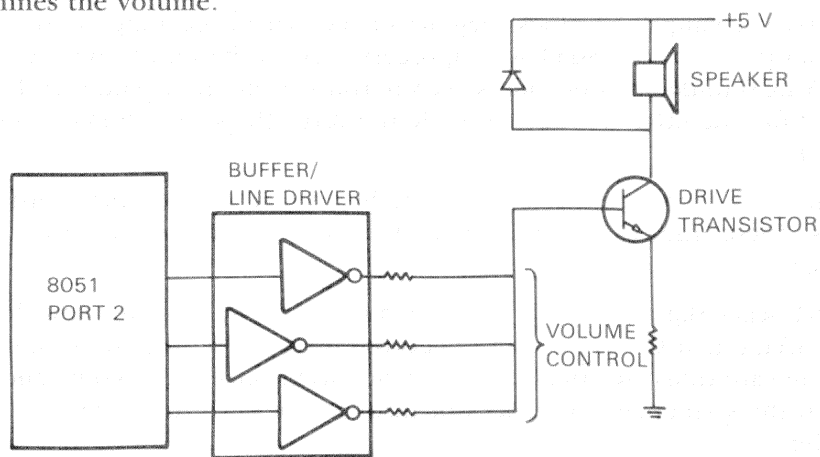 mines the volume.
+5 V
SPEAKER
BUFFER/
LINE DRIVER
DRIVE
TRANSISTOR
8051
PORT 2
VOLUME
CONTROL